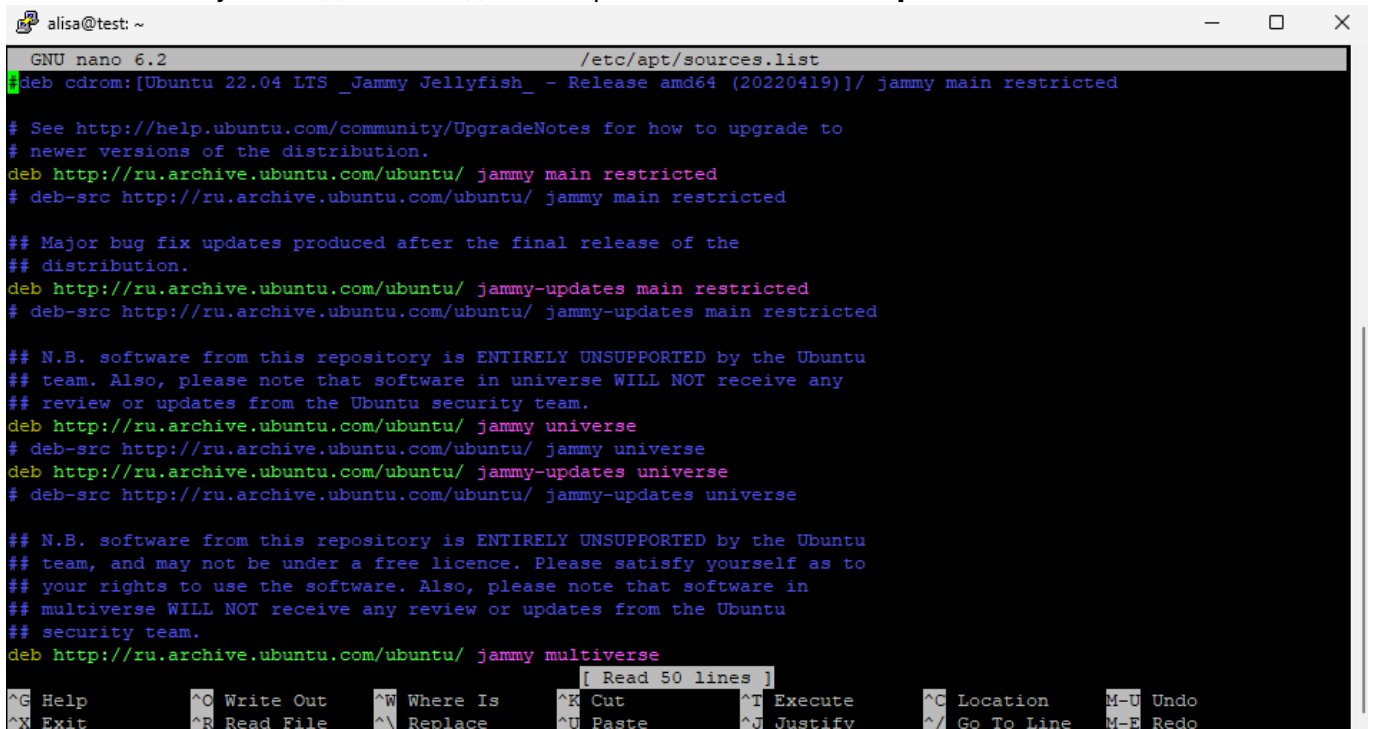 alisa@test: ~
GNU nano 6.2 /etc/apt/sources.list
#deb cdrom:[Ubuntu 22.04 LTS _Jammy Jellyfish_ - Release amd64 (20220419)]/ jammy main restricted
# See http://help.ubuntu.com/community/UpgradeNotes for how to upgrade to
# newer versions of the distribution.
deb http://ru.archive.ubuntu.com/ubuntu/ jammy main restricted
# deb-src http://ru.archive.ubuntu.com/ubuntu/ jammy main restricted
## Major bug fix updates produced after the final release of the
## distribution.
deb http://ru.archive.ubuntu.com/ubuntu/ jammy-updates main restricted
# deb-src http://ru.archive.ubuntu.com/ubuntu/ jammy-updates main restricted
## N.B. software from this repository is ENTIRELY UNSUPPORTED by the Ubuntu
## team. Also, please note that software in universe WILL NOT receive any
## review or updates from the Ubuntu security team.
deb http://ru.archive.ubuntu.com/ubuntu/ jammy universe
# deb-src http://ru.archive.ubuntu.com/ubuntu/ jammy universe
deb http://ru.archive.ubuntu.com/ubuntu/ jammy-updates universe
# deb-src http://ru.archive.ubuntu.com/ubuntu/ jammy-updates universe
## N.B. software from this repository is ENTIRELY UNSUPPORTED by the Ubuntu
## team, and may not be under a free licence. Please satisfy yourself as to
## your rights to use the software. Also, please note that software in
## multiverse WILL NOT receive any review or updates from the Ubuntu
## security team.
deb http://ru.archive.ubuntu.com/ubuntu/ jammy multiverse
[ Read 50 lines ]
^G Help ^O Write Out ^W Where Is ^K Cut ^T Execute ^C Location M-U Undo
^X Exit ^R Read File ^\ Replace ^U Paste ^J Justify ^/ Go To Line M-E Redo